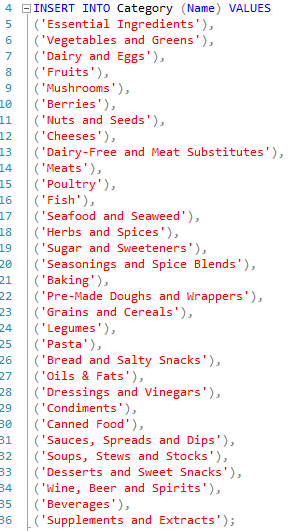 4 INSERT INTO Category (Name) VALUES
5 ('Essential Ingredients'),
6 ('Vegetables and Greens'),
7 ('Dairy and Eggs'),
8 ('Fruits'),
9 ('Mushrooms'),
10 ('Berries'),
11 ('Nuts and Seeds'),
12 ('Cheeses'),
13 ('Dairy-Free and Meat Substitutes'),
14 ('Meats'),
15 ('Poultry'),
16 ('Fish'),
17 ('Seafood and Seaweed'),
18 ('Herbs and Spices'),
19 ('Sugar and Sweeteners'),
20 ('Seasonings and Spice Blends'),
21 ('Baking'),
22 ('Pre-Made Doughs and Wrappers'),
23 ('Grains and Cereals'),
24 ('Legumes'),
25 ('Pasta'),
26 ('Bread and Salty Snacks'),
27 ('Oils & Fats'),
28 ('Dressings and Vinegars'),
29 ('Condiments'),
30 ('Canned Food'),
31 ('Sauces, Spreads and Dips'),
32 ('Soups, Stews and Stocks'),
33 ('Desserts and Sweet Snacks'),
34 ('Wine, Beer and Spirits'),
35 ('Beverages'),
36 ('Supplements and Extracts');